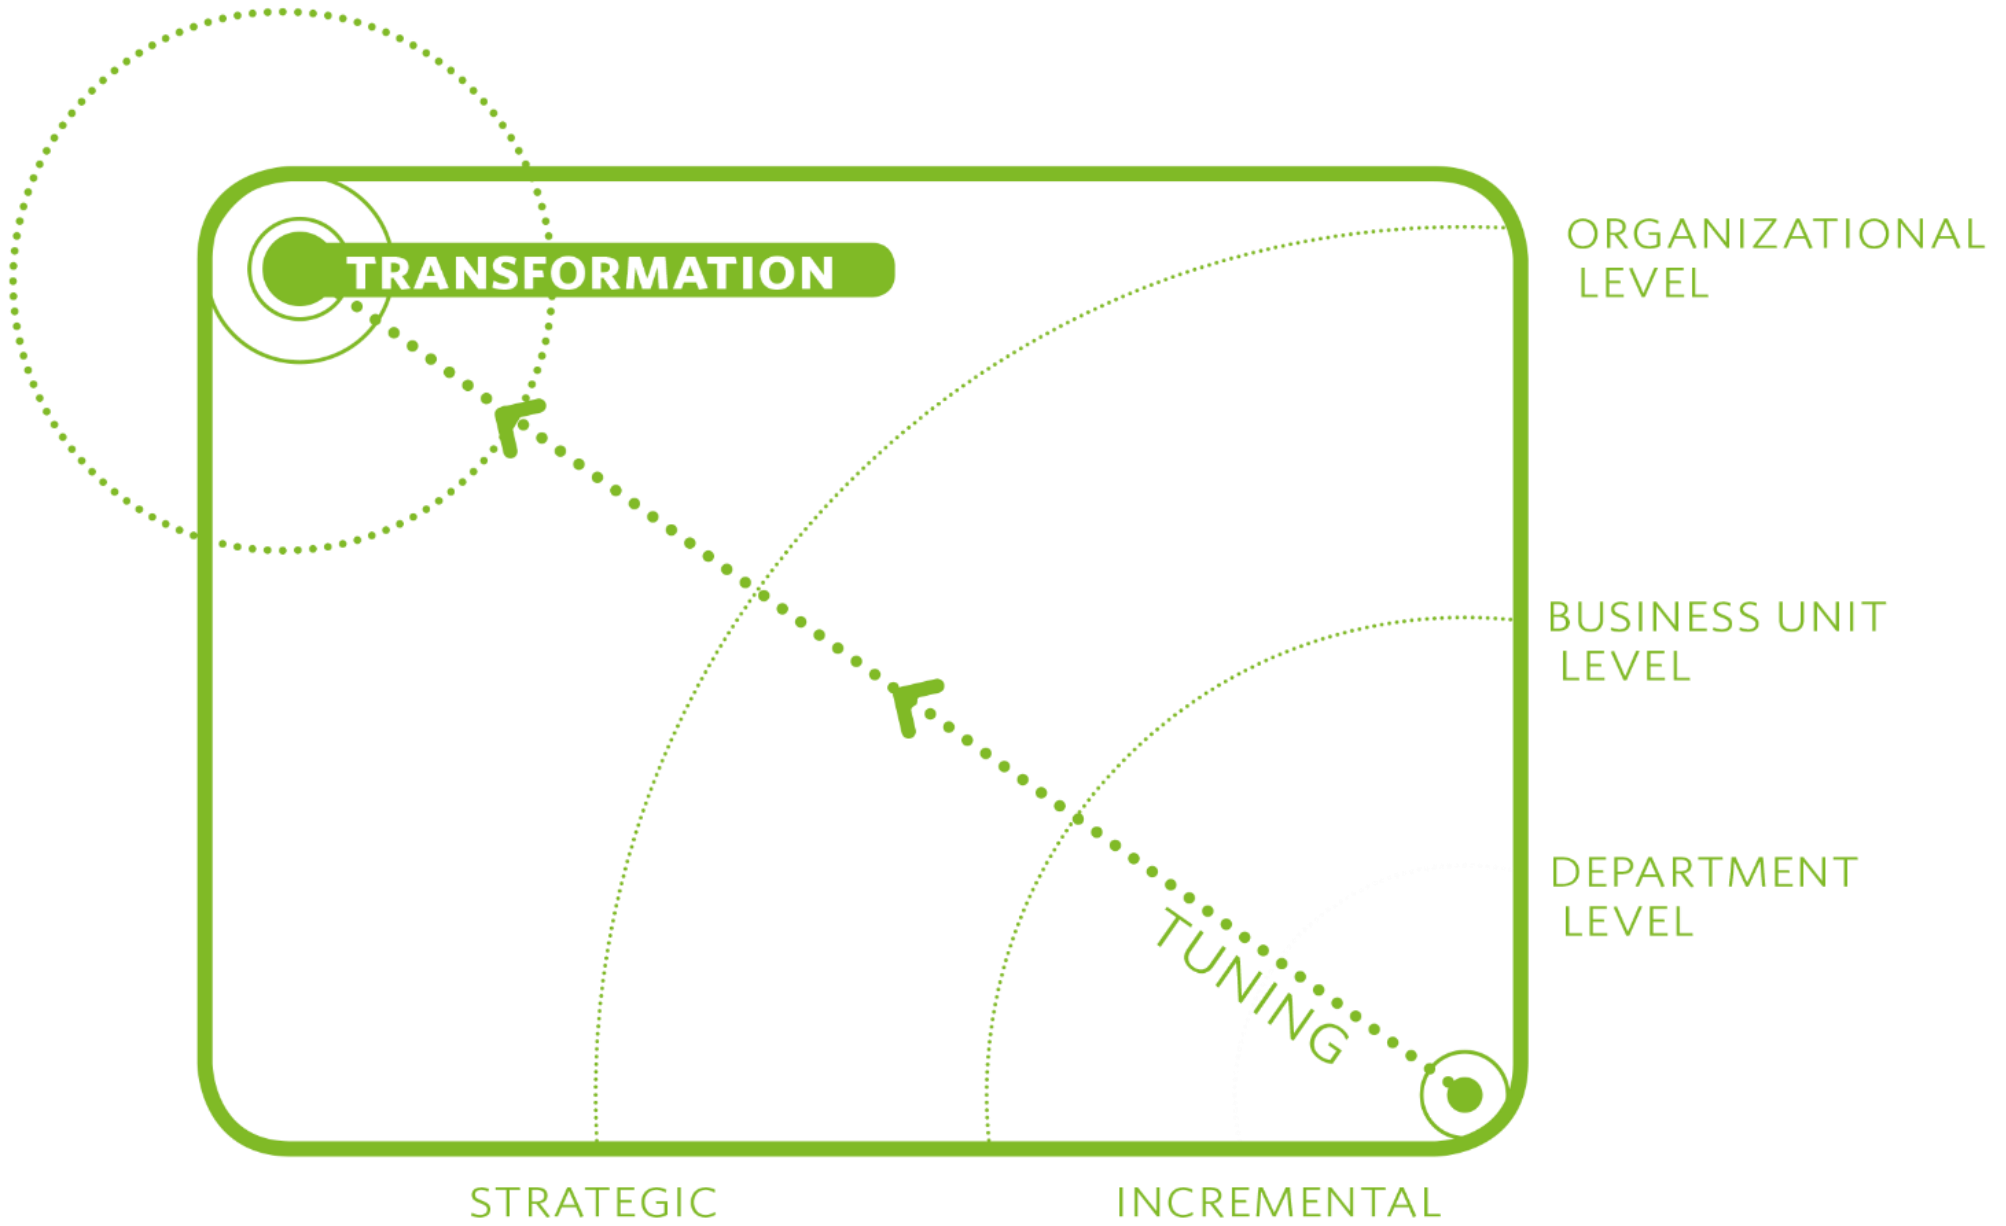 TRANSFORMATION
ORGANIZATIONAL
LEVEL
BUSINESS UNIT
LEVEL
DEPARTMENT
LEVEL
TUNING
STRATEGIC
INCREMENTAL